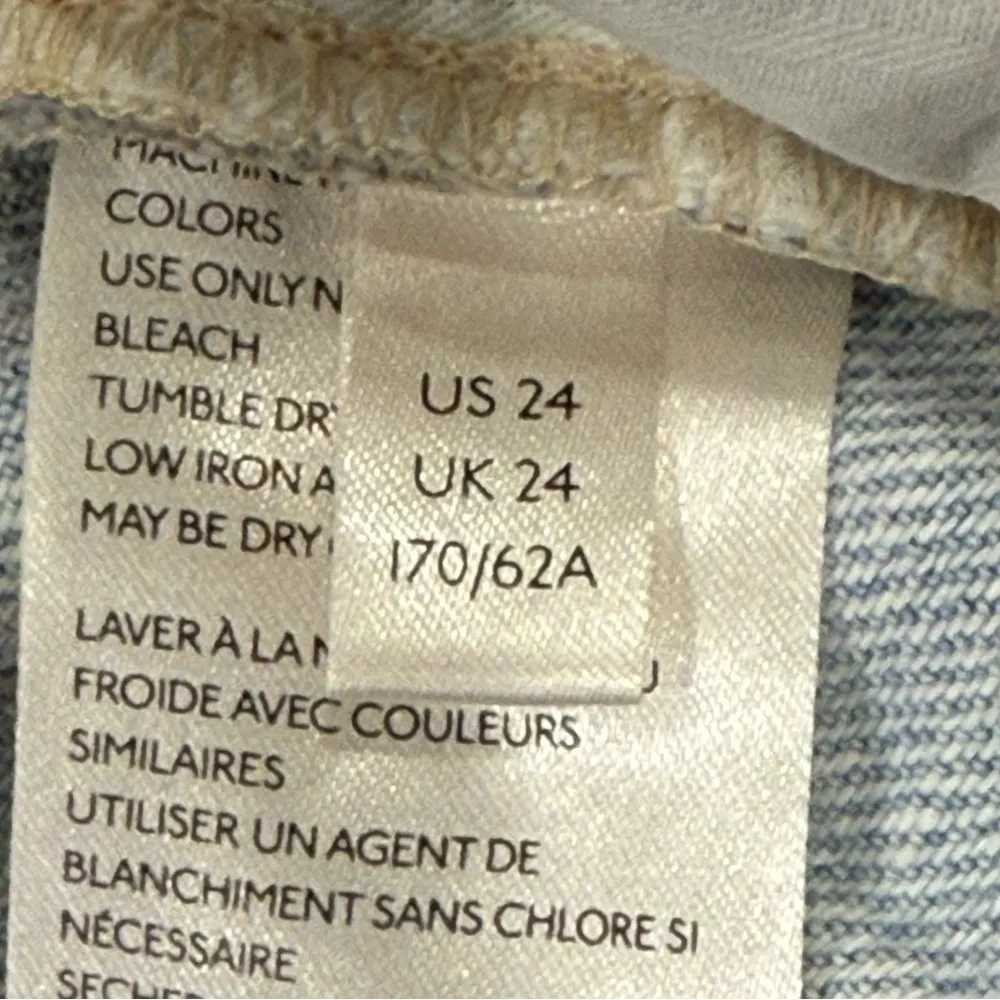 MACHINE
COLORS
USE ONLY N
BLEACH
TUMBLE DR
LOW IRON A
MAY BE DRY
US 24
UK 24
170/62A
LAVER À LA
FROIDE AVEC COULEURS
SIMILAIRES
UTILISER UN AGENT DE
BLANCHIMENT SANS CHLORE SI
NÉCESSAIRE